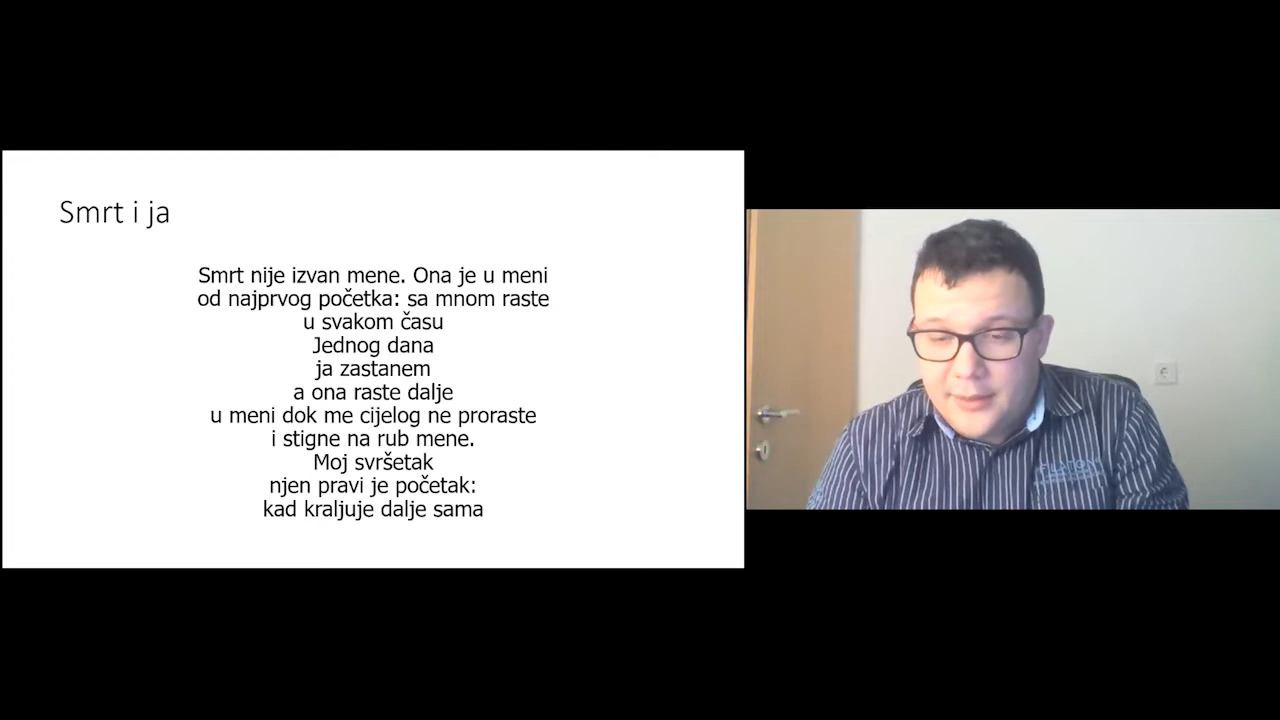 Smrt i ja
Smrt nije izvan mene. Ona je u meni
od najprvog početka: sa mnom raste
u svakom času
Jednog dana
ja zastanem
a ona raste dalje
u meni dok me cijelog ne proraste
i stigne na rub mene.
Moj svršetak
njen pravi je početak:
kad kraljuje dalje sama